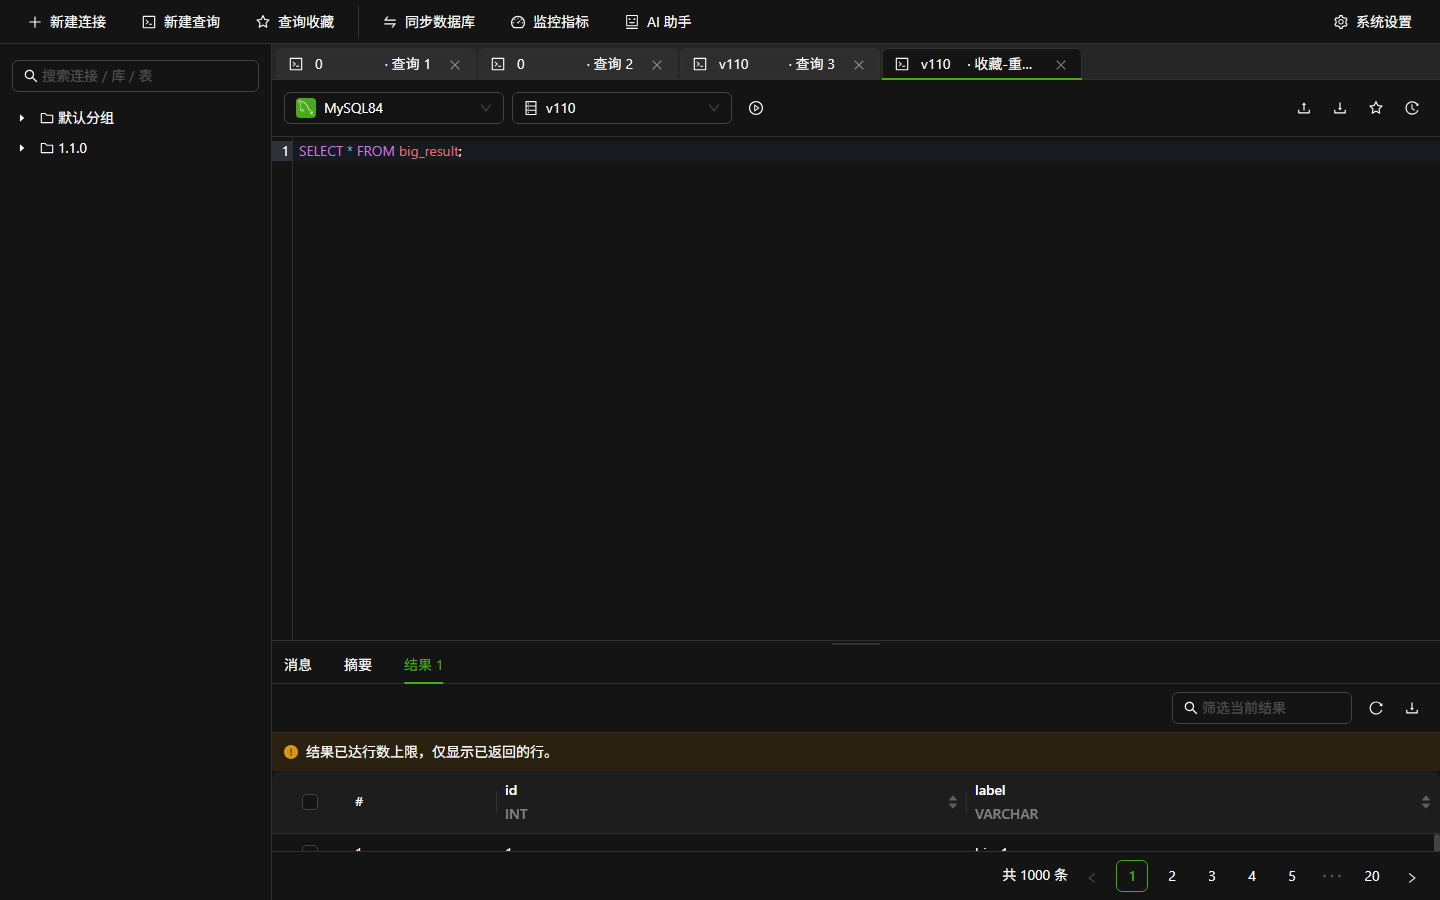 新建连接 新建查询 查询收藏 同步数据库 监控指标 AI 助手 系统设置
搜索连接 / 库 / 表
默认分组
1.1.0
0 · 查询 1 0 · 查询 2 v110 · 查询 3 v110 · 收藏-重...
MySQL84 v110
1 SELECT * FROM big_result;
消息 摘要 结果 1
筛选当前结果
结果已达行数上限，仅显示已返回的行。
# id label
INT VARCHAR
共 1000 条 1 2 3 4 5 ··· 20